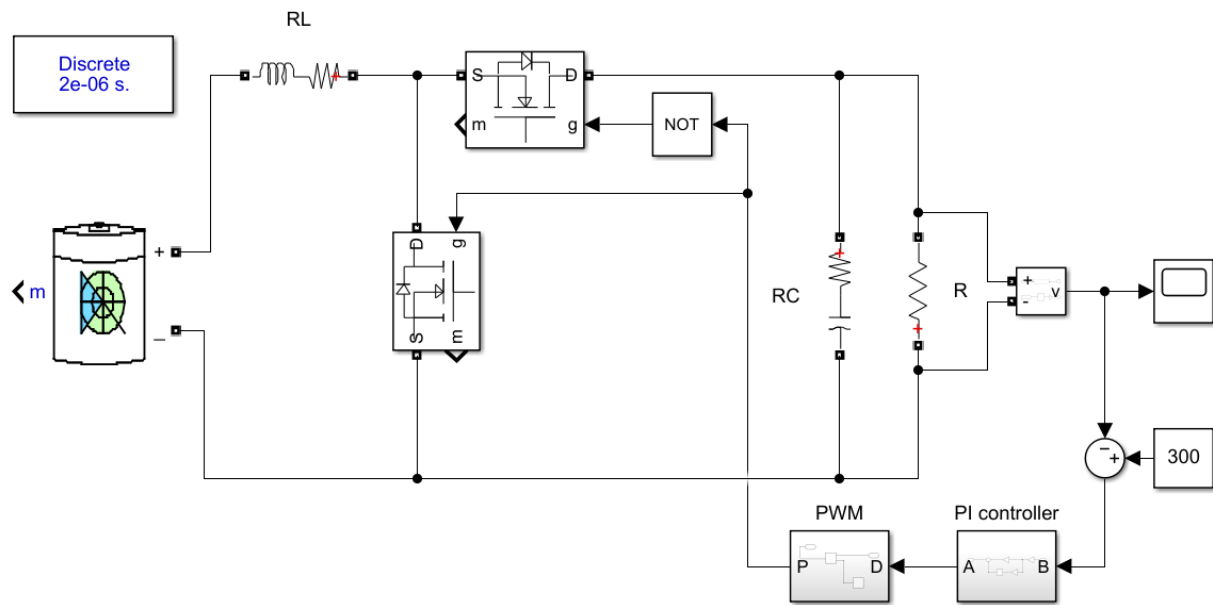 RL
Discrete
2e-06 s.
S
D
m
g
NOT
D
g
S
m
+
m
–
RC
R
+
-
v
–
+
300
PWM
PI controller
P
D
A
B